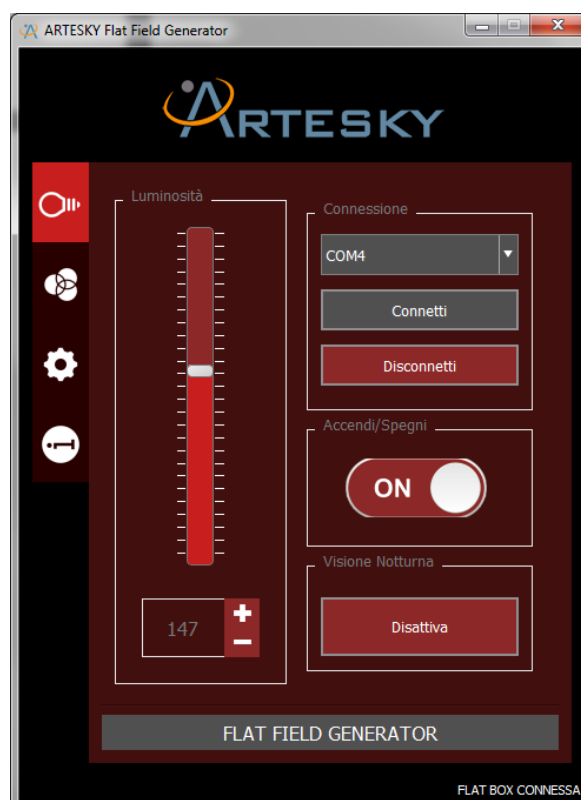 ARTESKY Flat Field Generator
ARTESKY
Luminosità
147
Connessione
COM4
Connetti
Disconnetti
Accendi/Spegni
ON
Visione Notturna
Disattiva
FLAT FIELD GENERATOR
FLAT BOX CONNESSA